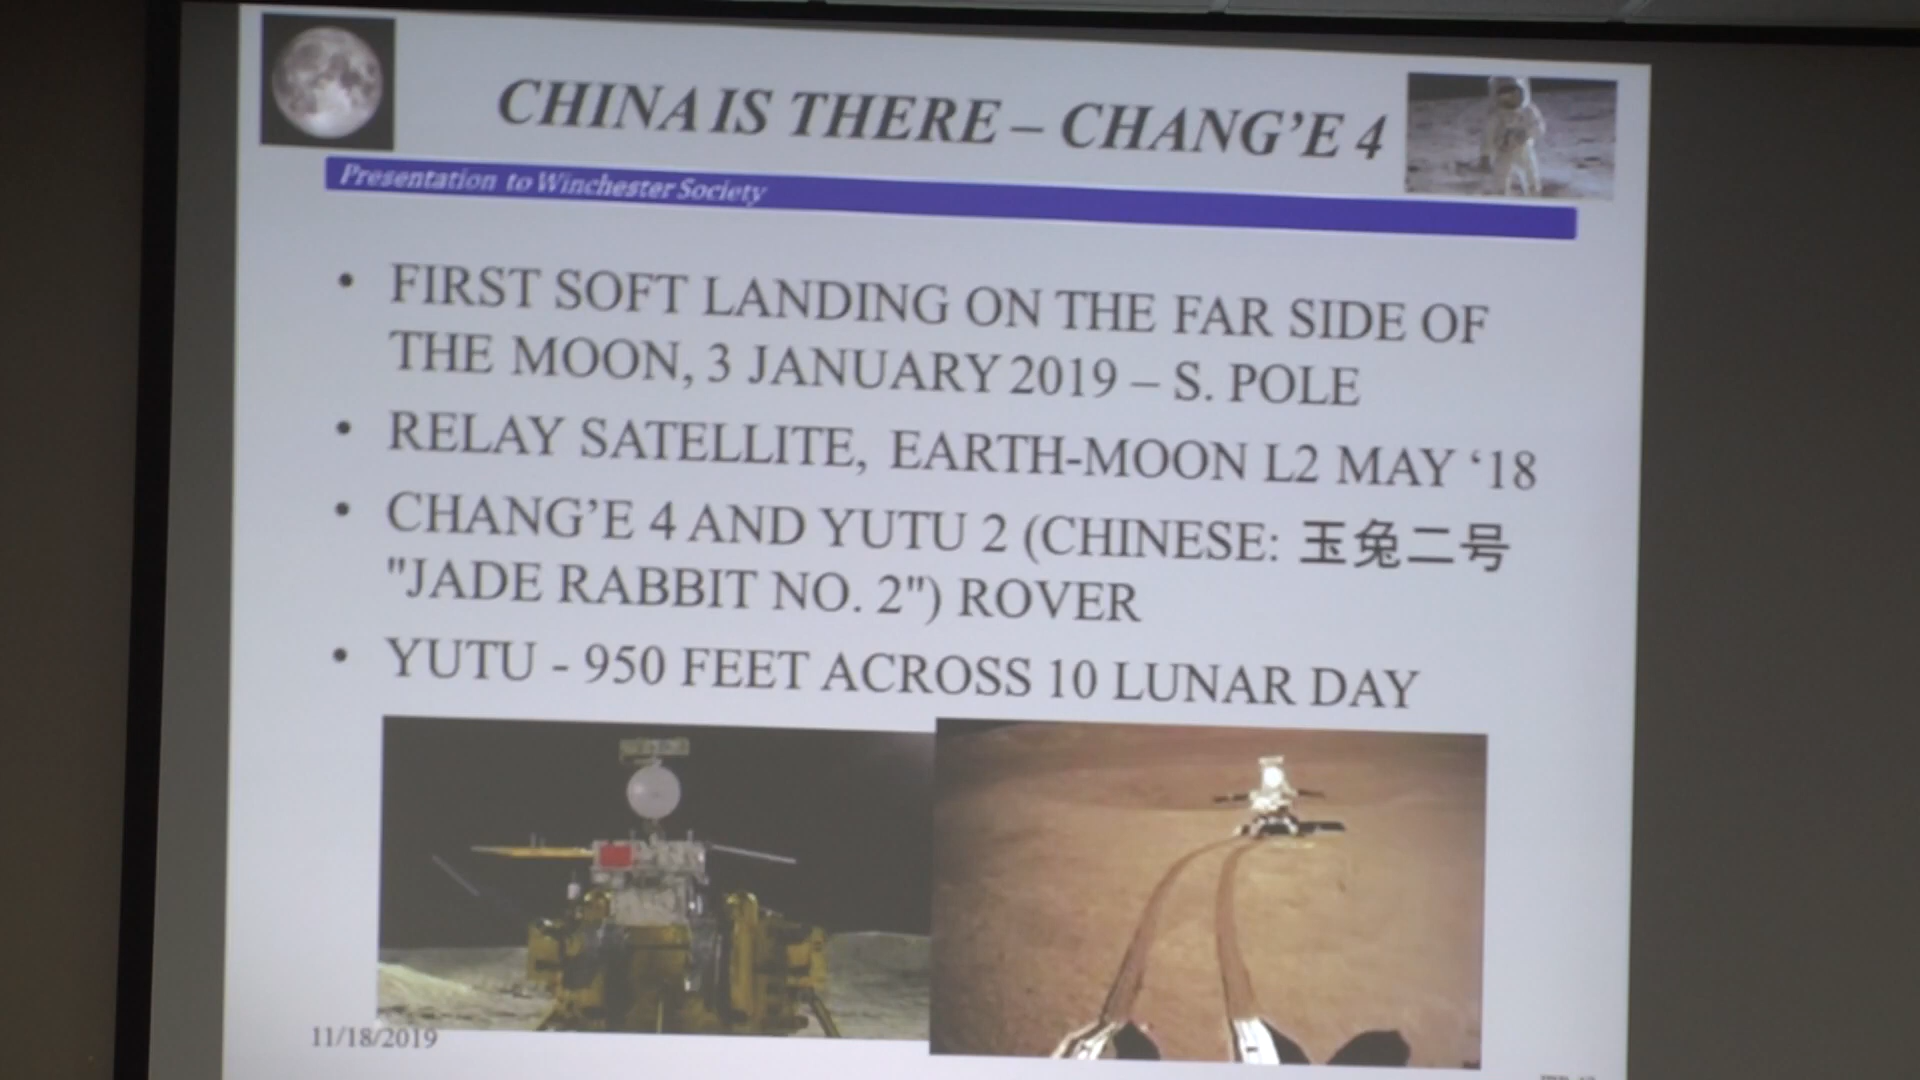 CHINA IS THERE – CHANG'E 4
Presentation to Winchester Society
• FIRST SOFT LANDING ON THE FAR SIDE OF
THE MOON, 3 JANUARY 2019 – S. POLE
• RELAY SATELLITE, EARTH-MOON L2 MAY ‘18
• CHANG’E 4 AND YUTU 2 (CHINESE: 玉兔二号
"JADE RABBIT NO. 2") ROVER
• YUTU - 950 FEET ACROSS 10 LUNAR DAY
11/18/2019